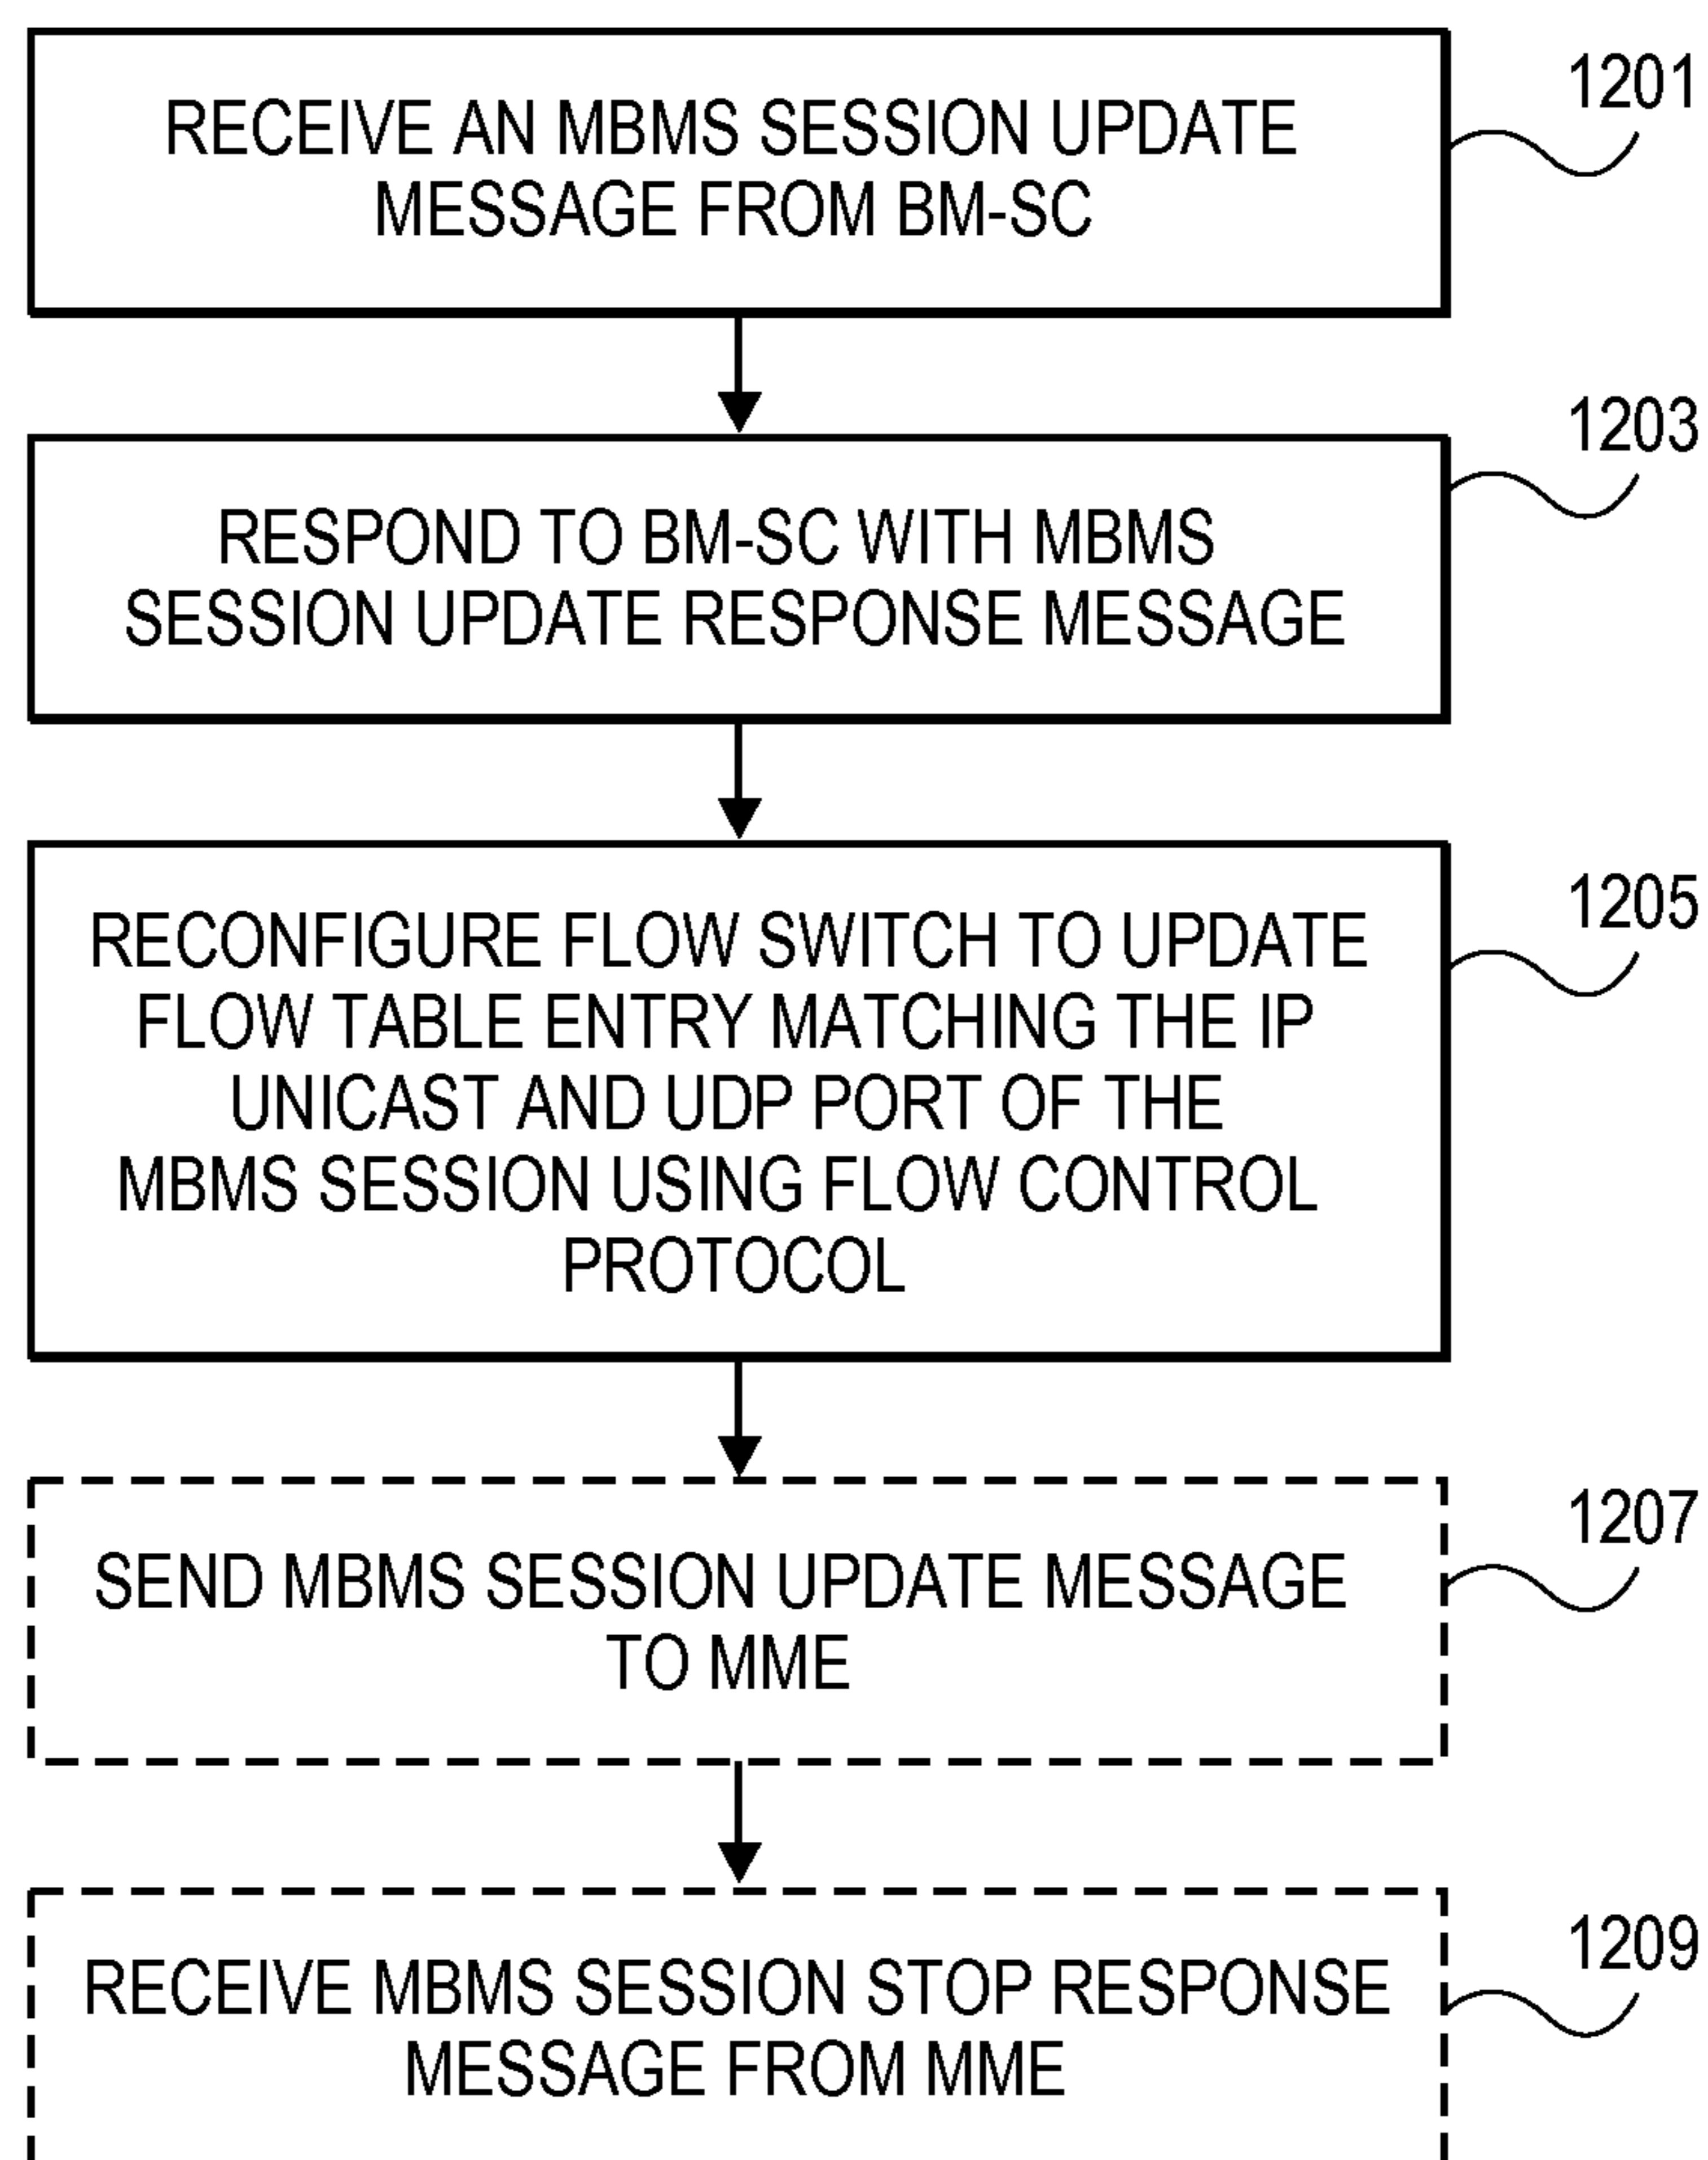 RECEIVE AN MBMS SESSION UPDATE
MESSAGE FROM BM-SC
1201
RESPOND TO BM-SC WITH MBMS
SESSION UPDATE RESPONSE MESSAGE
1203
RECONFIGURE FLOW SWITCH TO UPDATE
FLOW TABLE ENTRY MATCHING THE IP
UNICAST AND UDP PORT OF THE
MBMS SESSION USING FLOW CONTROL
PROTOCOL
1205
SEND MBMS SESSION UPDATE MESSAGE
TO MME
1207
RECEIVE MBMS SESSION STOP RESPONSE
MESSAGE FROM MME
1209